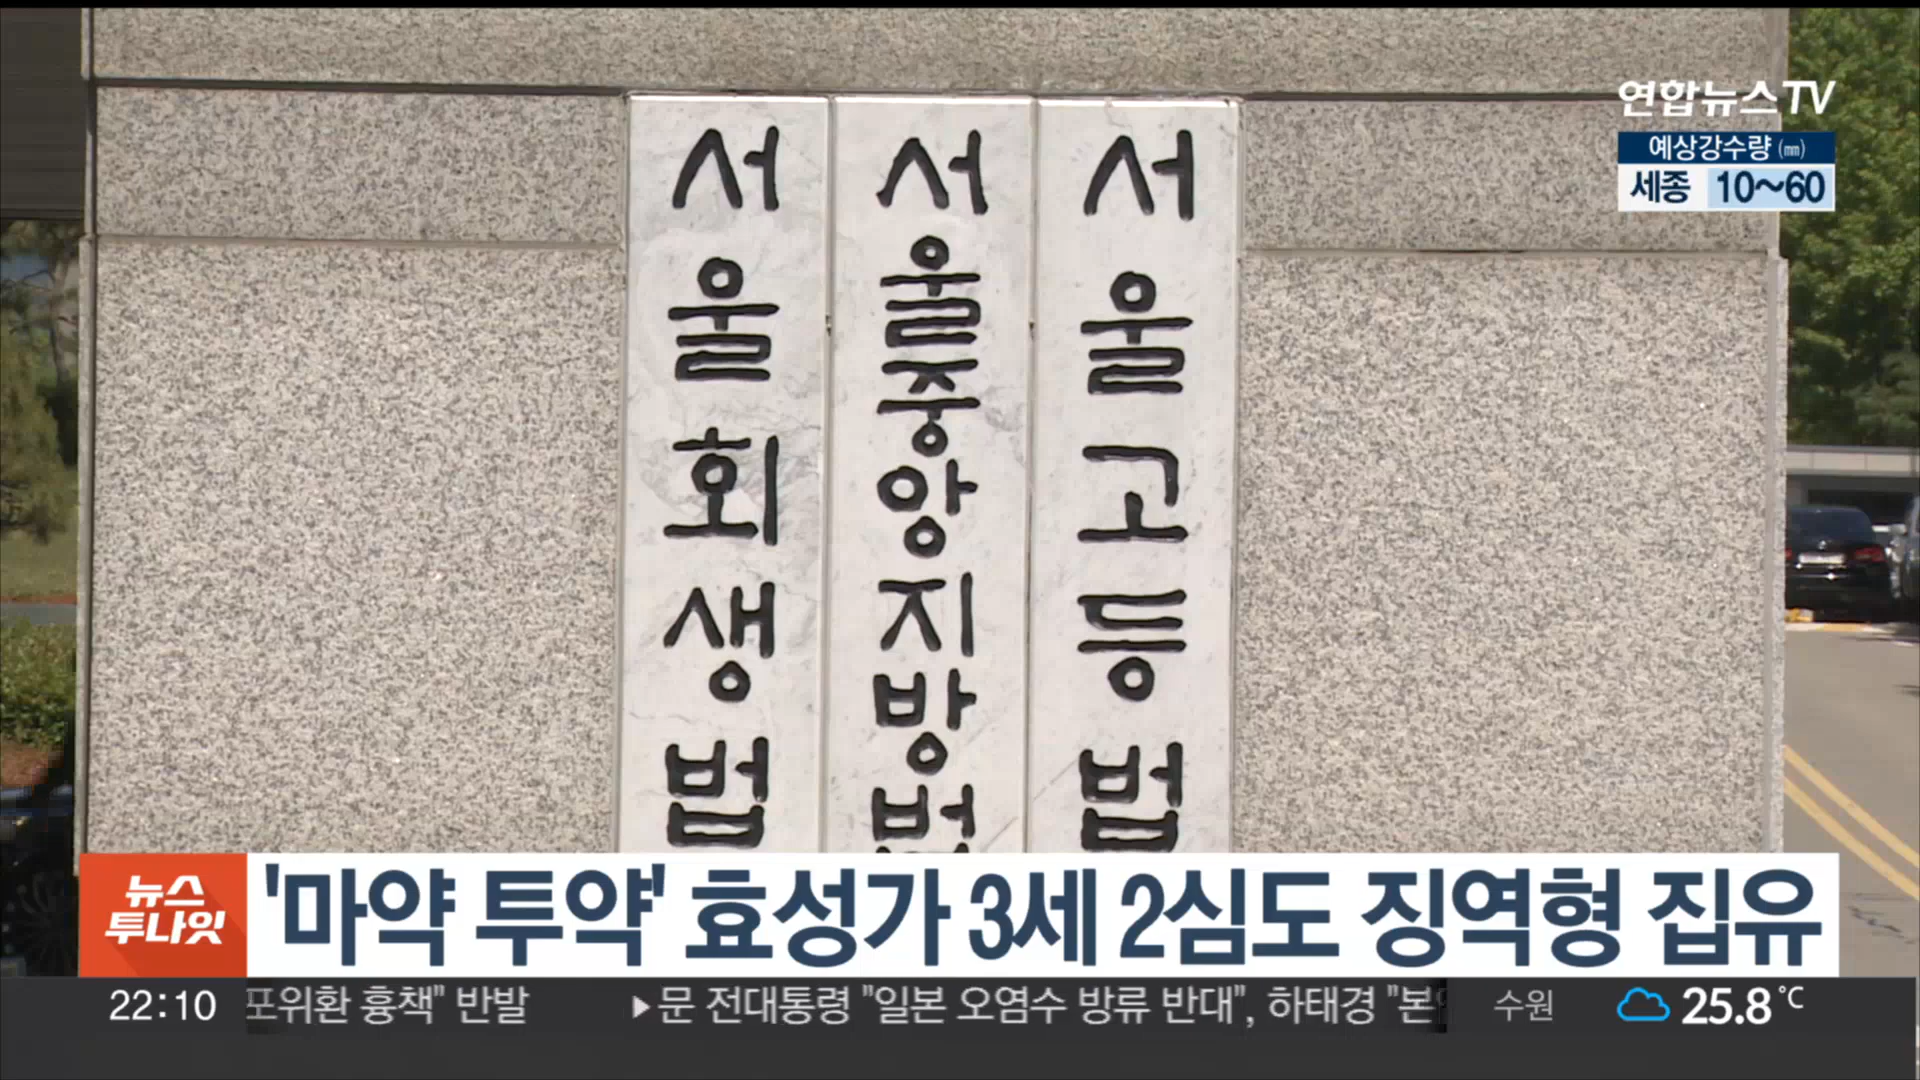 연합뉴스TV
예상강수량 (㎜)
세종 10~60
서울회생법
서울중앙지방법
서울고등법
뉴스
투나잇
'마약 투약' 효성가 3세 2심도 징역형 집유
22:10 포위환 흉책" 반발 ▶문 전대통령 "일본 오염수 방류 반대", 하태경 "본 수원 25.8℃